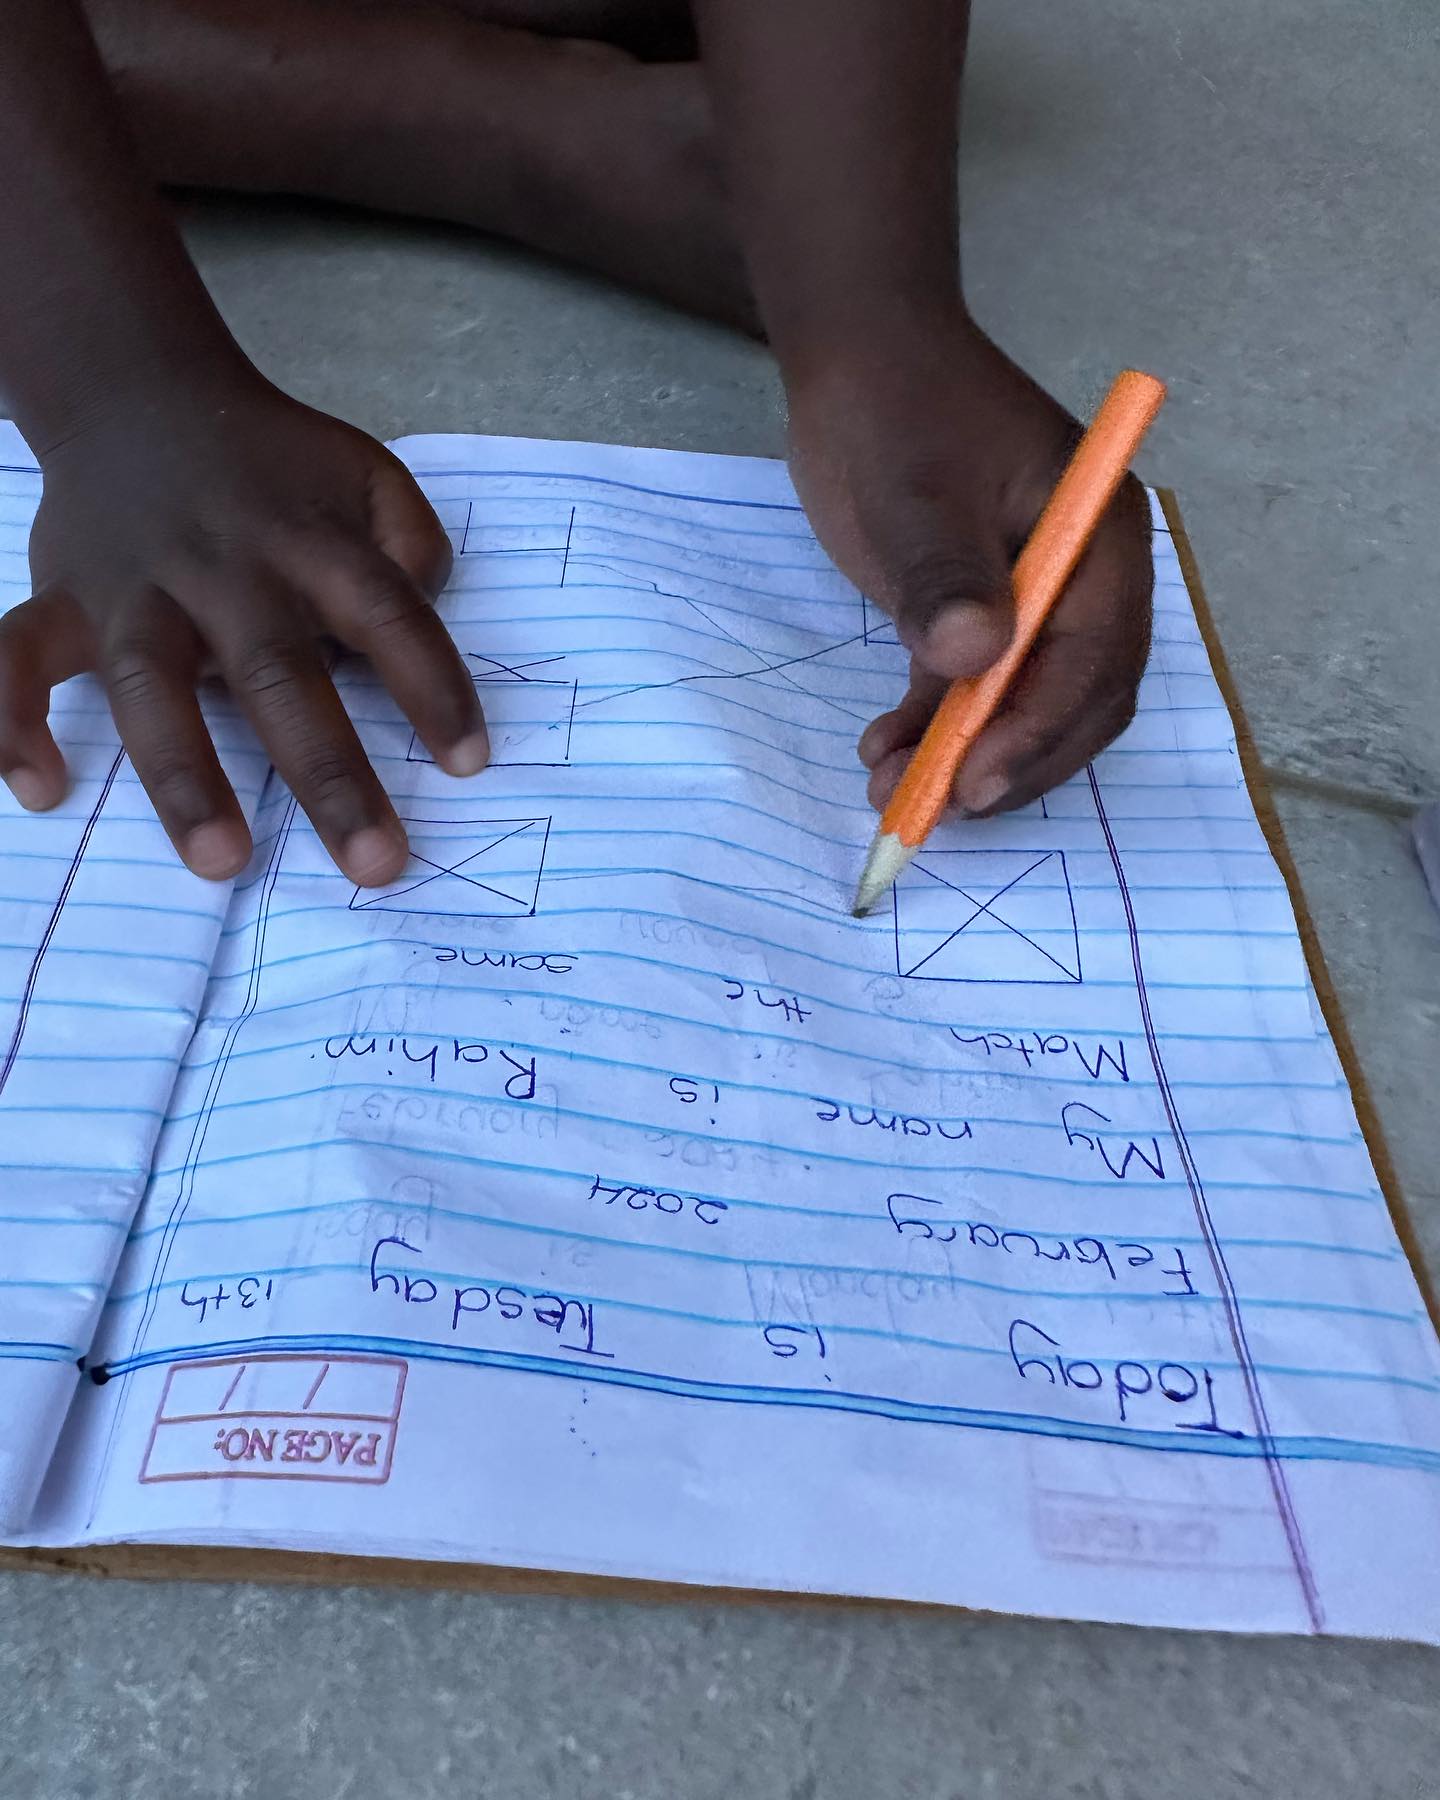 PAGE NO:
Today is Tuesday 13th
February 2024
My name is Rahim
Match the same.